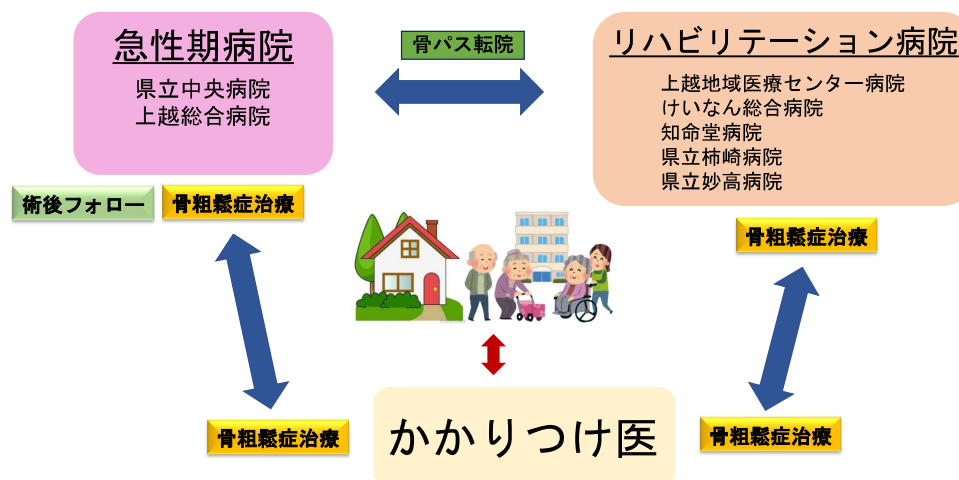 急性期病院
県立中央病院
上越総合病院
骨パス転院
リハビリテーション病院
上越地域医療センター病院
けいなん総合病院
知命堂病院
県立柿崎病院
県立妙高病院
術後フォロー
骨粗鬆症治療
骨粗鬆症治療
骨粗鬆症治療
かかりつけ医
骨粗鬆症治療